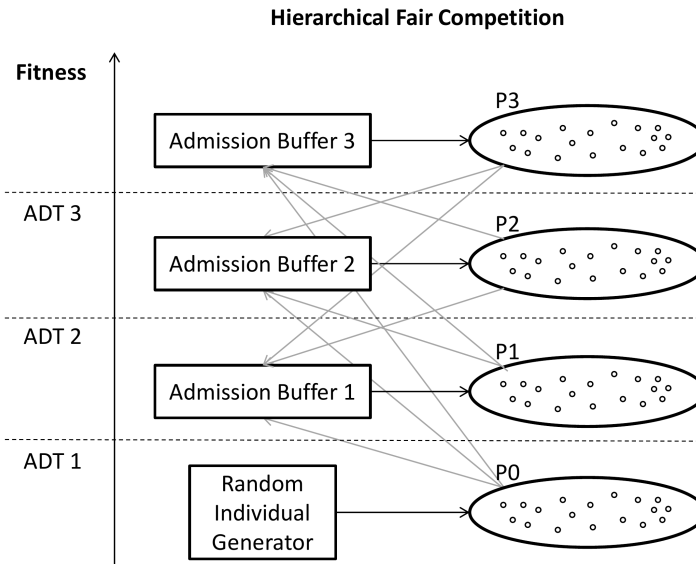 Hierarchical Fair Competition
Fitness
P3
Admission Buffer 3
ADT 3
P2
Admission Buffer 2
ADT 2
P1
Admission Buffer 1
ADT 1
P0
Random
Individual
Generator